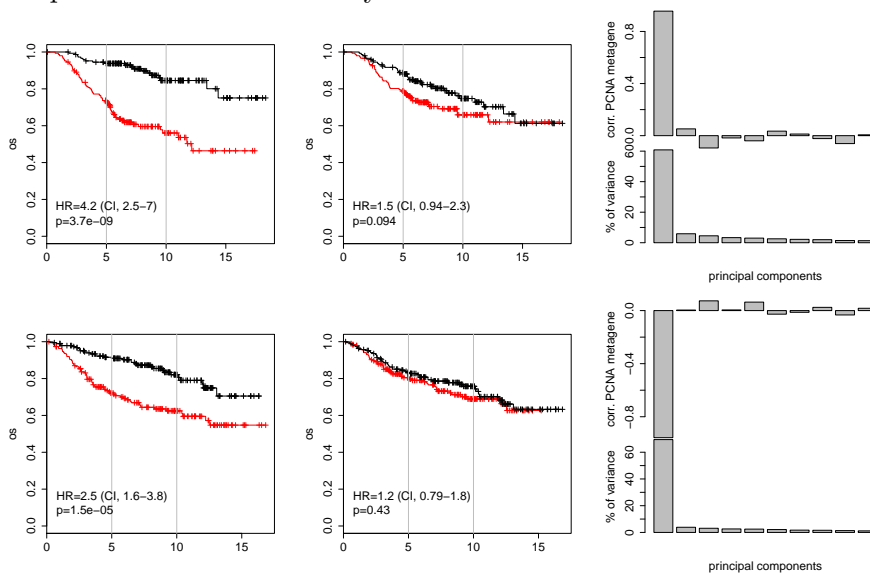 os
0.0 0.2 0.4 0.6 0.8 1.0
HR=4.2 (CI, 2.5−7)
p=3.7e−09
0 5 10 15
0.0 0.2 0.4 0.6 0.8 1.0
HR=1.5 (CI, 0.94−2.3)
p=0.094
0 5 10 15
corr. PCNA metagene
0.0 0.4 0.8
% of variance
0 20 40 60
principal components
os
0.0 0.2 0.4 0.6 0.8 1.0
HR=2.5 (CI, 1.6−3.8)
p=1.5e−05
0 5 10 15
0.0 0.2 0.4 0.6 0.8 1.0
HR=1.2 (CI, 0.79−1.8)
p=0.43
0 5 10 15
corr. PCNA metagene
−0.8 −0.4 0.0
% of variance
0 20 40 60
principal components